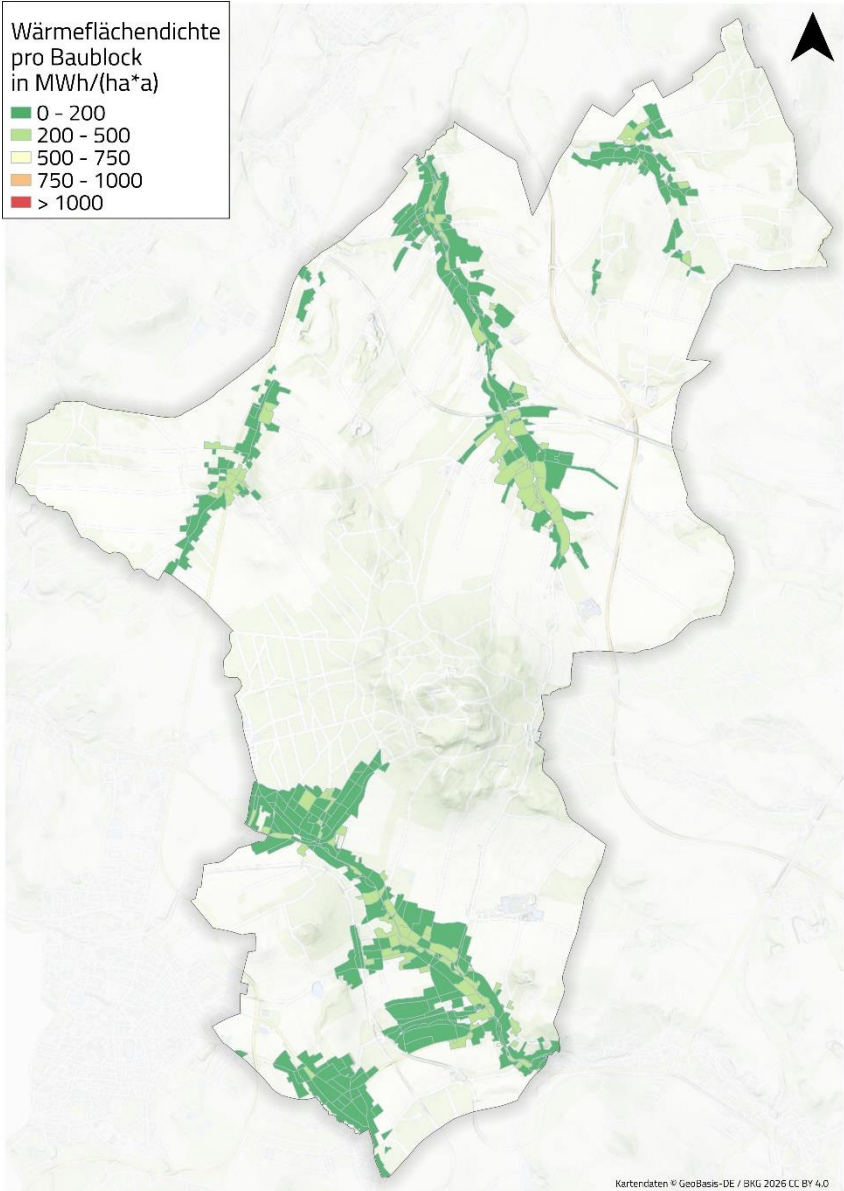 Wärmeflächendichte
pro Baublock
in MWh/(ha*a)
0 - 200
200 - 500
500 - 750
750 - 1000
> 1000
Kartendaten © GeoBasis-DE / BKG 2026 CC BY 4.0